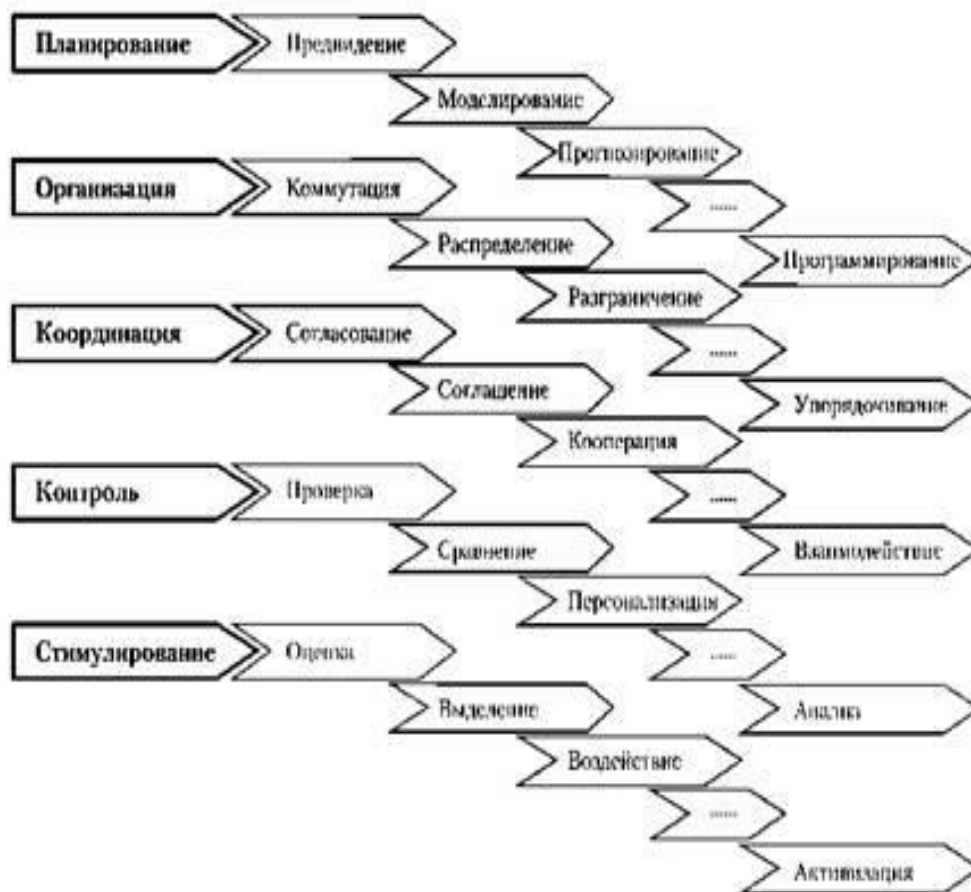 Планирование
Предвидение
Моделирование
Прогнозирование
......
Программирование
Организация
Коммутация
Распределение
Разграничение
......
Упорядочивание
Координация
Согласование
Соглашение
Кооперация
......
Взаимодействие
Контроль
Проверка
Сравнение
Персонализация
......
Анализ
Стимулирование
Оценка
Выделение
Воздействие
......
Активизация